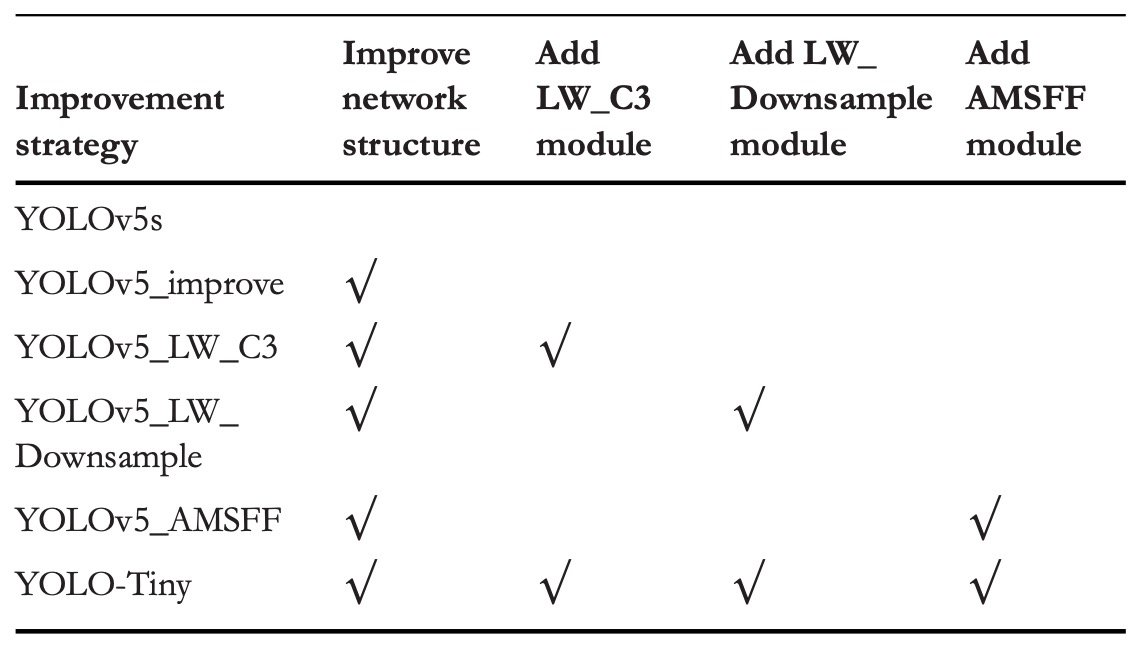 Improvement strategy Improve network structure Add LW_C3 module Add LW_ Downsample module Add AMSFF module
YOLOv5s
YOLOv5_improve √
YOLOv5_LW_C3 √ √
YOLOv5_LW_ √ √
Downsample
YOLOv5_AMSFF √ √
YOLO-Tiny √ √ √ √